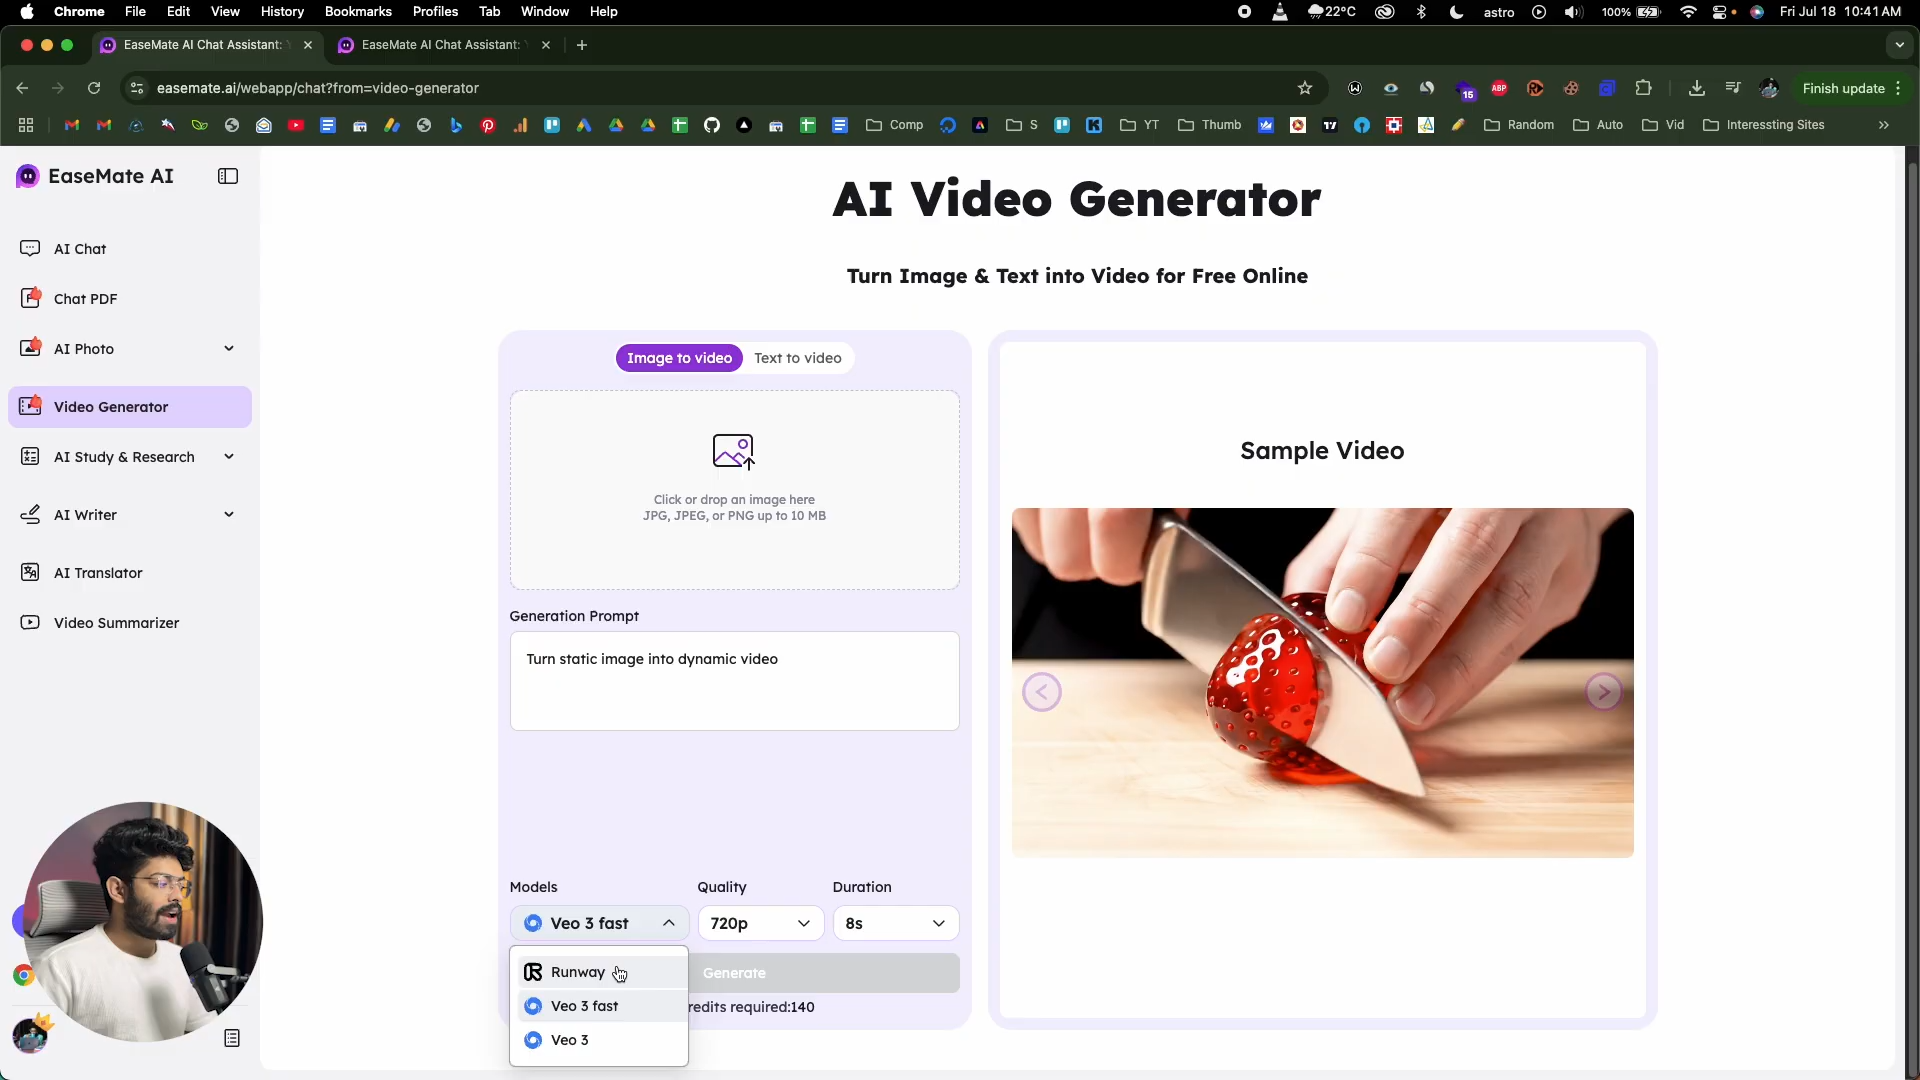 Chrome File Edit View History Bookmarks Profiles Tab Window Help 22°C astro 100% Fri Jul 18 10:41AM
EaseMate AI Chat Assistant: EaseMate AI Chat Assistant:
easemate.ai/webapp/chat?from=video-generator 15 ABP Finish update
Comp S YT Thumb Random Auto Vid Interessting Sites
EaseMate AI
AI Chat
Chat PDF
AI Photo
Video Generator
AI Study & Research
AI Writer
AI Translator
Video Summarizer
AI Video Generator
Turn Image & Text into Video for Free Online
Image to video Text to video
Click or drop an image here
JPG, JPEG, or PNG up to 10 MB
Generation Prompt
Turn static image into dynamic video
Models Quality Duration
Veo 3 fast 720p 8s
Runway
Veo 3 fast
Veo 3
Generate
redits required:140
Sample Video